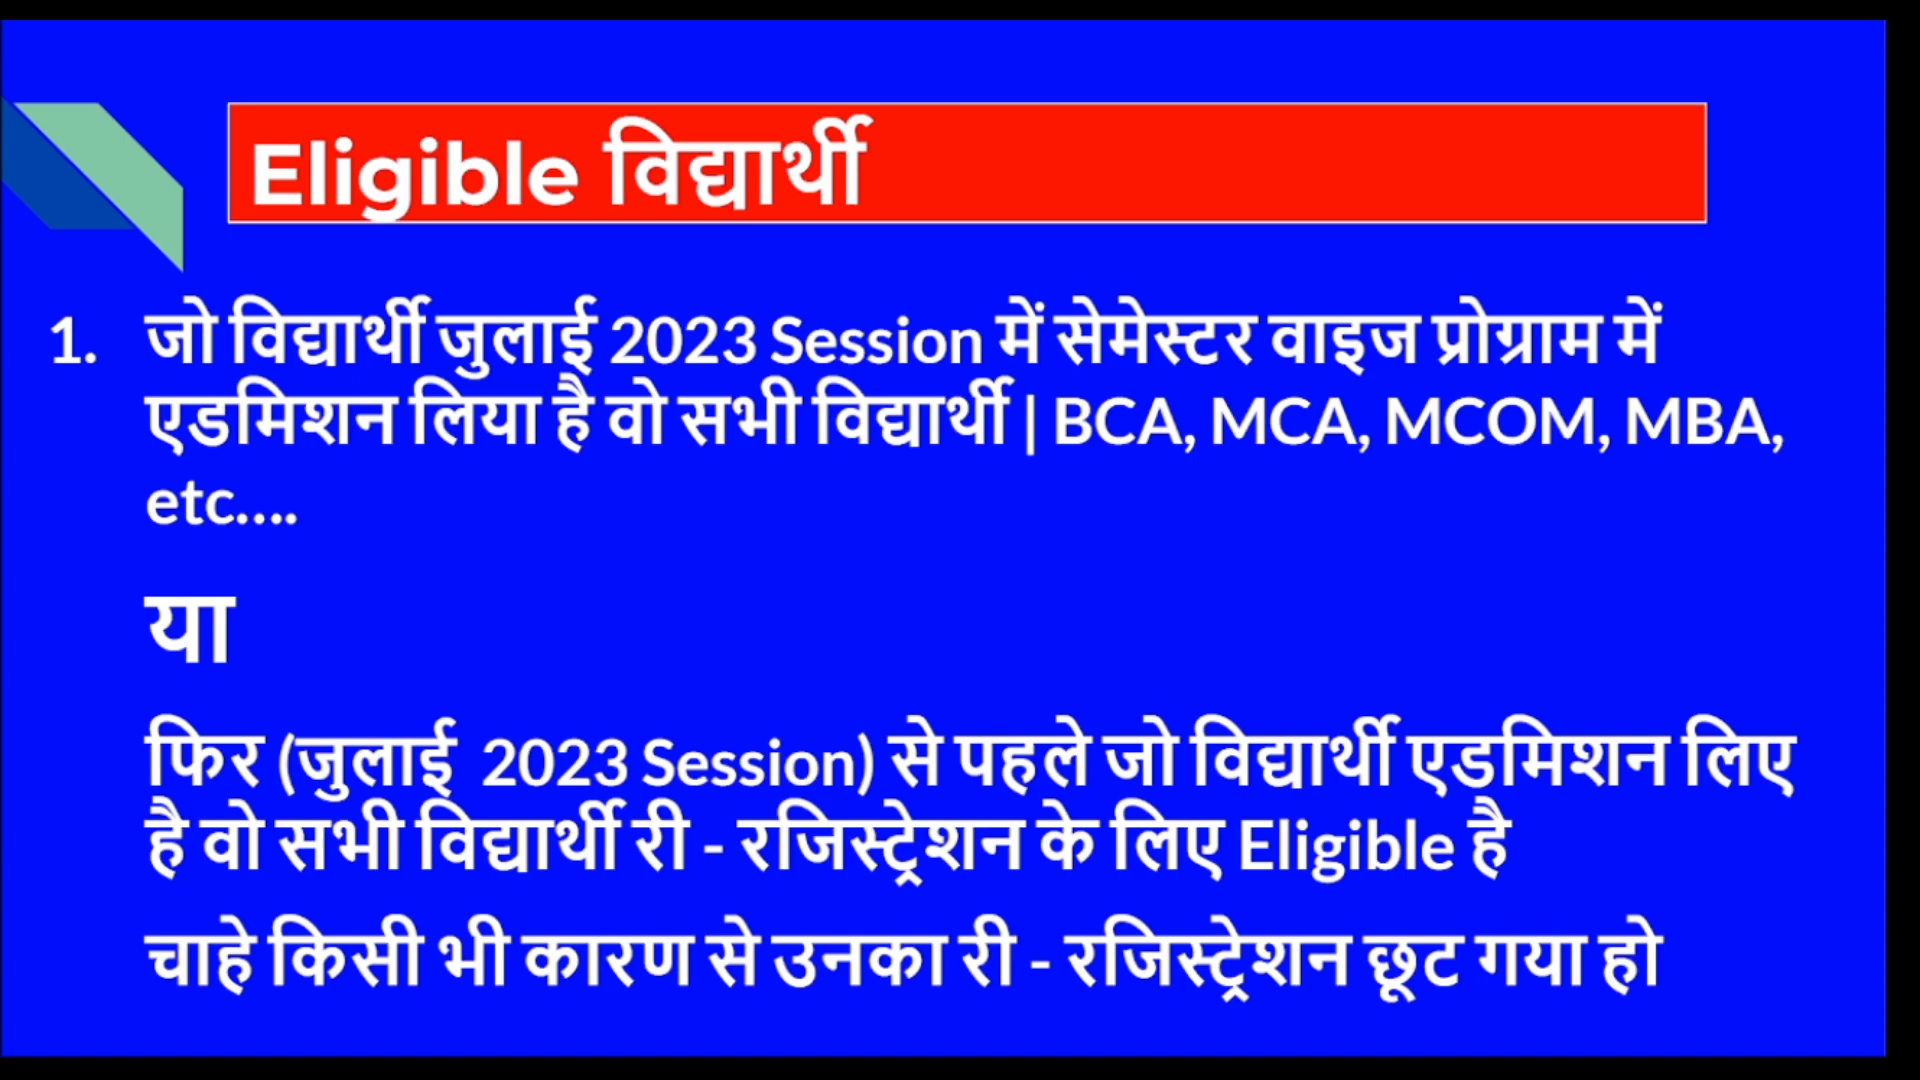 Eligible विद्यार्थी
1. जो विद्यार्थी जुलाई 2023 Session में सेमेस्टर वाइज प्रोग्राम में
एडमिशन लिया है वो सभी विद्यार्थी | BCA, MCA, MCOM, MBA,
etc....
या
फिर (जुलाई 2023 Session) से पहले जो विद्यार्थी एडमिशन लिए
है वो सभी विद्यार्थी री - रजिस्ट्रेशन के लिए Eligible है
चाहे किसी भी कारण से उनका री - रजिस्ट्रेशन छूट गया हो